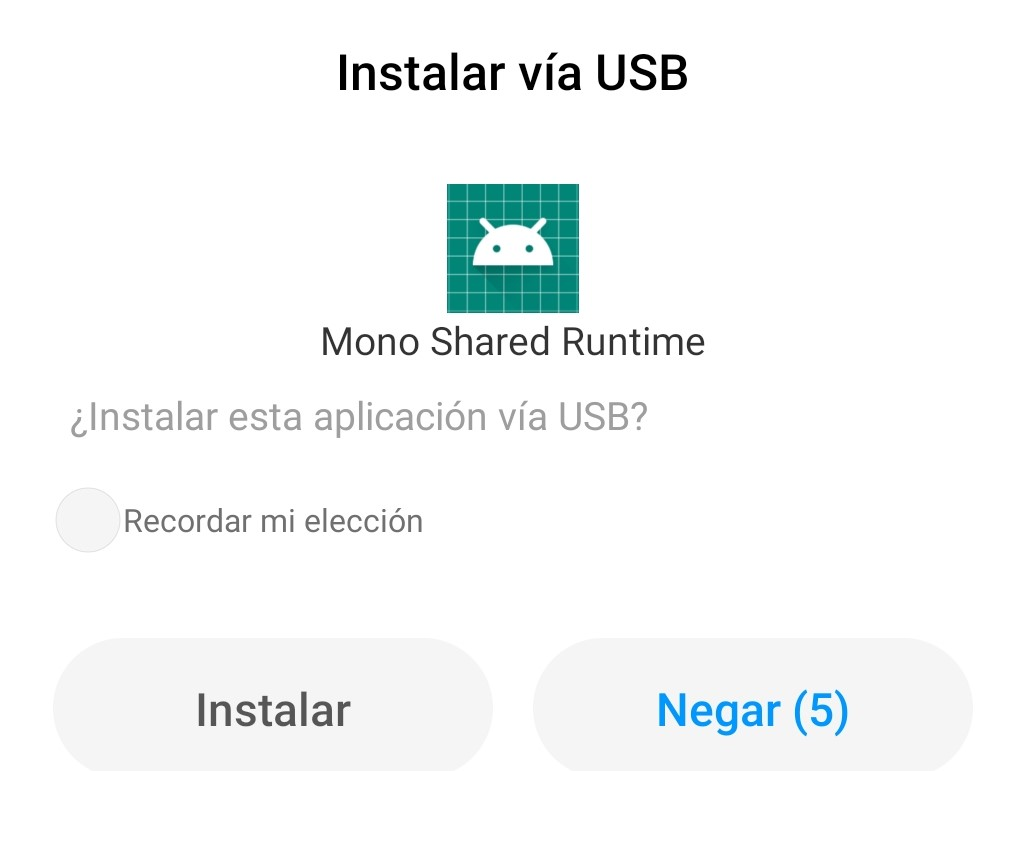 Instalar vía USB
Mono Shared Runtime
¿Instalar esta aplicación vía USB?
Recordar mi elección
Instalar
Negar (5)